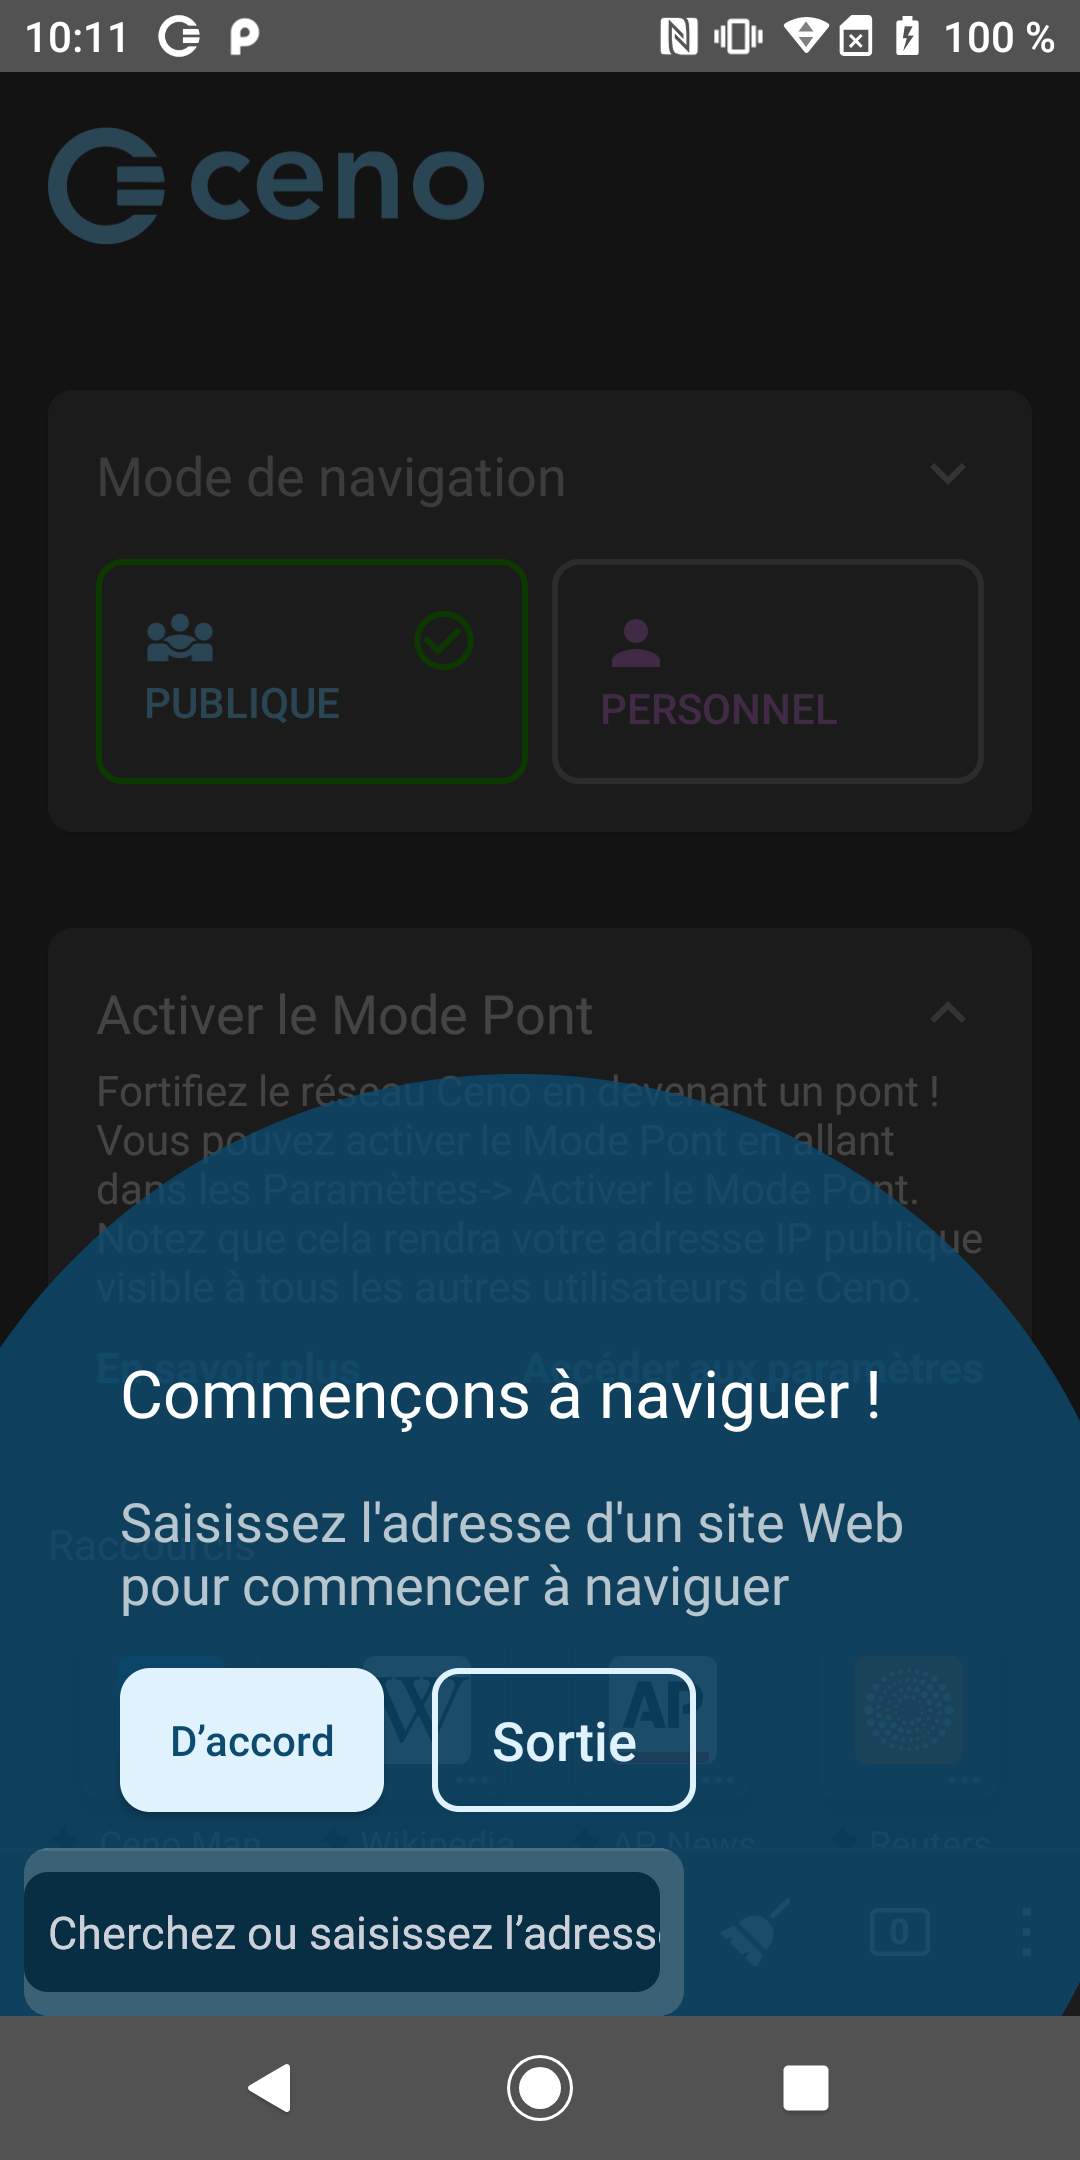 10:11
100 %
ceno
Mode de navigation
PUBLIQUE
PERSONNEL
Activer le Mode Pont
Fortifiez le réseau Ceno en devenant un pont !
Vous pouvez activer le Mode Pont en allant
dans les Paramètres-> Activer le Mode Pont.
Notez que cela rendra votre adresse IP publique
visible à tous les autres utilisateurs de Ceno.
En savoir plus
Accéder aux paramètres
Commençons à naviguer !
Saisissez l'adresse d'un site Web
pour commencer à naviguer
Raccourcis
D’accord
W
AP
Sortie
Ceno Man
Wikipedia
AP News
Reuters
Cherchez ou saisissez l’adress
0